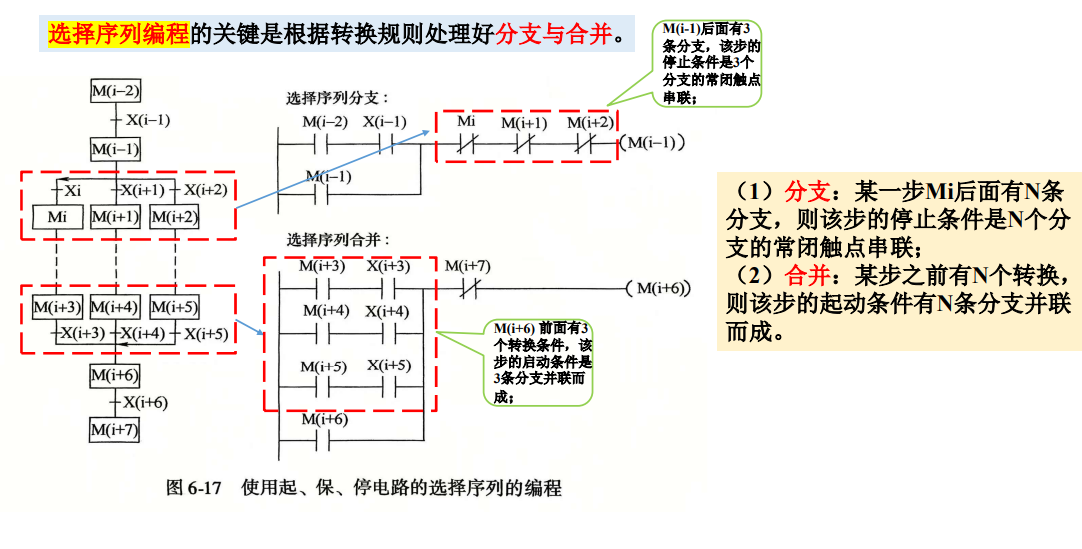 选择序列编程的关键是根据转换规则处理好分支与合并。
M(i-1)后面有3
条分支，该步的
停止条件是3个
分支的常闭触点
串联；
M(i−2)
X(i−1)
M(i−1)
Xi
X(i+1)
X(i+2)
Mi
M(i+1)
M(i+2)
M(i+3)
M(i+4)
M(i+5)
X(i+3)
X(i+4)
X(i+5)
M(i+6)
X(i+6)
M(i+7)
选择序列分支：
M(i−2) X(i−1) Mi M(i+1) M(i+2)
(M(i−1))
M(i−1)
选择序列合并：
M(i+3) X(i+3) M(i+7)
( M(i+6))
M(i+4) X(i+4)
M(i+5) X(i+5)
M(i+6)
M(i+6) 前面有3
个转换条件，该
步的启动条件是
3条分支并联而
成；
（1）分支：某一步Mi后面有N条
分支，则该步的停止条件是N个分
支的常闭触点串联；
（2）合并：某步之前有N个转换，
则该步的起动条件有N条分支并联
而成。
图 6-17 使用起、保、停电路的选择序列的编程